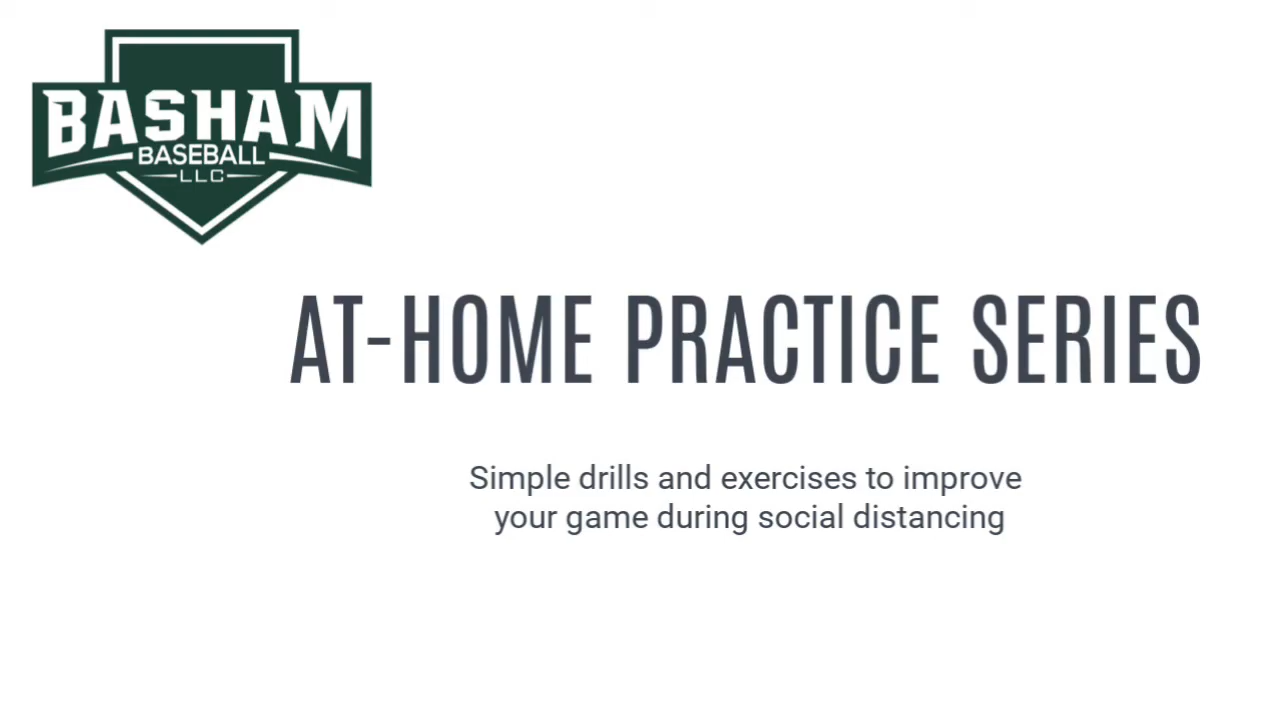 BASHAM
BASEBALL
LLC
AT-HOME PRACTICE SERIES
Simple drills and exercises to improve
your game during social distancing